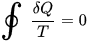 ∮ δQ/T = 0